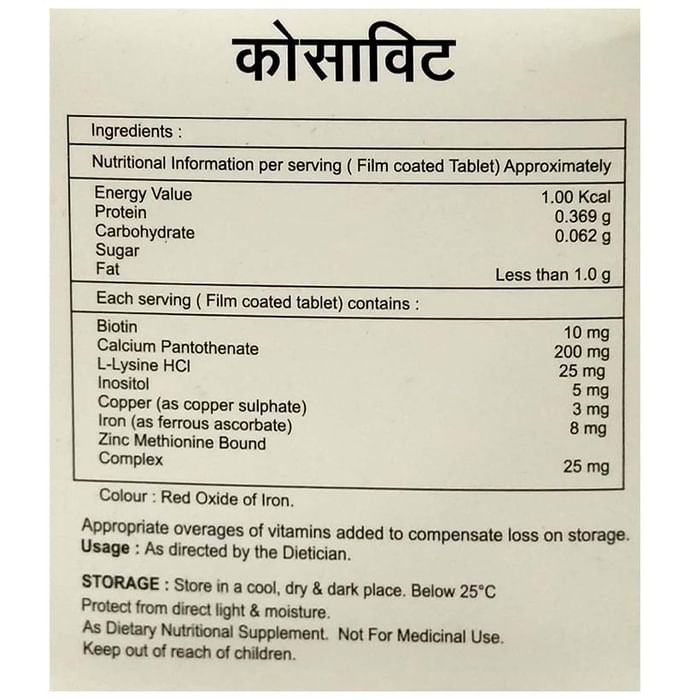 कोसाविट
Ingredients :
Nutritional Information per serving ( Film coated Tablet) Approximately
Energy Value 1.00 Kcal
Protein 0.369 g
Carbohydrate 0.062 g
Sugar
Fat Less than 1.0 g
Each serving ( Film coated tablet) contains :
Biotin 10 mg
Calcium Pantothenate 200 mg
L-Lysine HCl 25 mg
Inositol 5 mg
Copper (as copper sulphate) 3 mg
Iron (as ferrous ascorbate) 8 mg
Zinc Methionine Bound
Complex 25 mg
Colour : Red Oxide of Iron.
Appropriate overages of vitamins added to compensate loss on storage.
Usage : As directed by the Dietician.
STORAGE : Store in a cool, dry & dark place. Below 25°C
Protect from direct light & moisture.
As Dietary Nutritional Supplement. Not For Medicinal Use.
Keep out of reach of children.